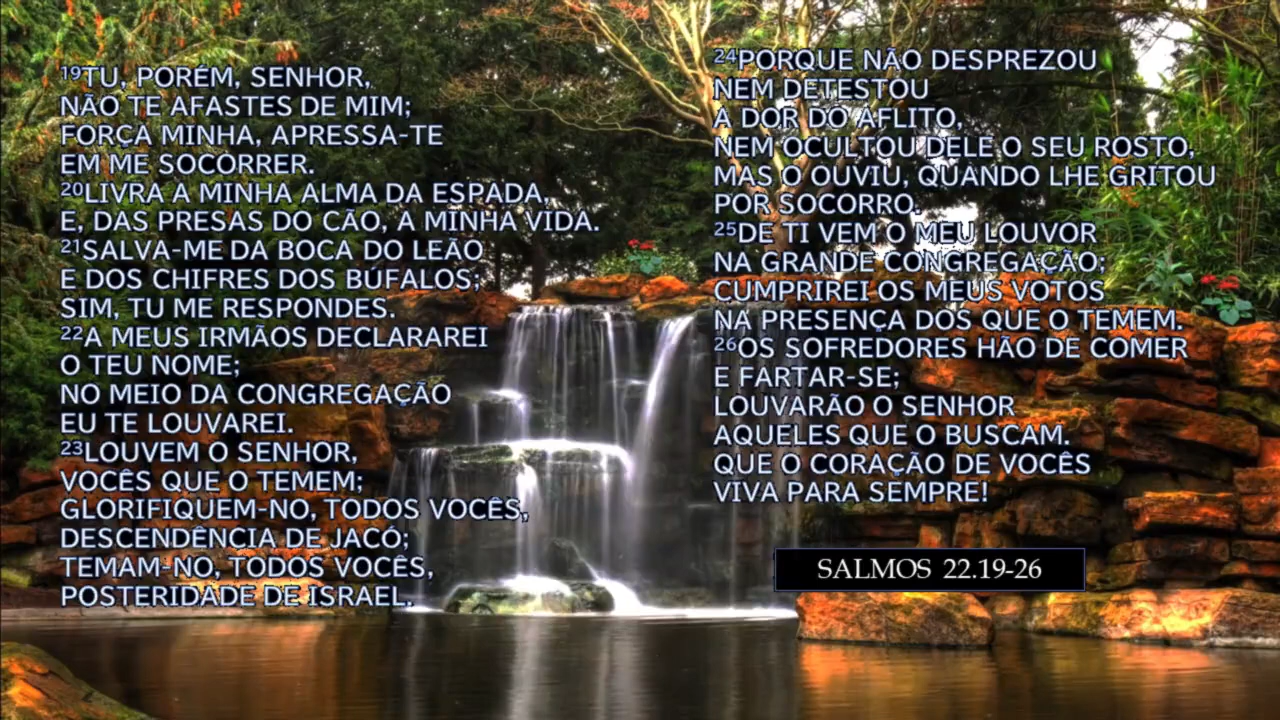 19TU, PORÉM, SENHOR,
NÃO TE AFASTES DE MIM;
FORÇA MINHA, APRESSA-TE
EM ME SOCORRER.
20LIVRA A MINHA ALMA DA ESPADA,
E, DAS PRESAS DO CÃO, A MINHA VIDA.
21SALVA-ME DA BOCA DO LEÃO
E DOS CHIFRES DOS BÚFALOS;
SIM, TU ME RESPONDES.
22A MEUS IRMÃOS DECLARAREI
O TEU NOME;
NO MEIO DA CONGREGAÇÃO
EU TE LOUVAREI.
23LOUVEM O SENHOR,
VOCÊS QUE O TEMEM;
GLORIFIQUEM-NO, TODOS VOCÊS,
DESCENDÊNCIA DE JACÓ;
TEMAM-NO, TODOS VOCÊS,
POSTERIDADE DE ISRAEL.
24PORQUE NÃO DESPREZOU
NEM DETESTOU
A DOR DO AFLITO,
NEM OCULTOU DELE O SEU ROSTO,
MAS O OUVIU, QUANDO LHE GRITOU
POR SOCORRO.
25DE TI VEM O MEU LOUVOR
NA GRANDE CONGREGAÇÃO;
CUMPRIREI OS MEUS VOTOS
NA PRESENÇA DOS QUE O TEMEM.
26OS SOFREDORES HÃO DE COMER
E FARTAR-SE;
LOUVARÃO O SENHOR
AQUELES QUE O BUSCAM.
QUE O CORAÇÃO DE VOCÊS
VIVA PARA SEMPRE!
SALMOS 22.19-26